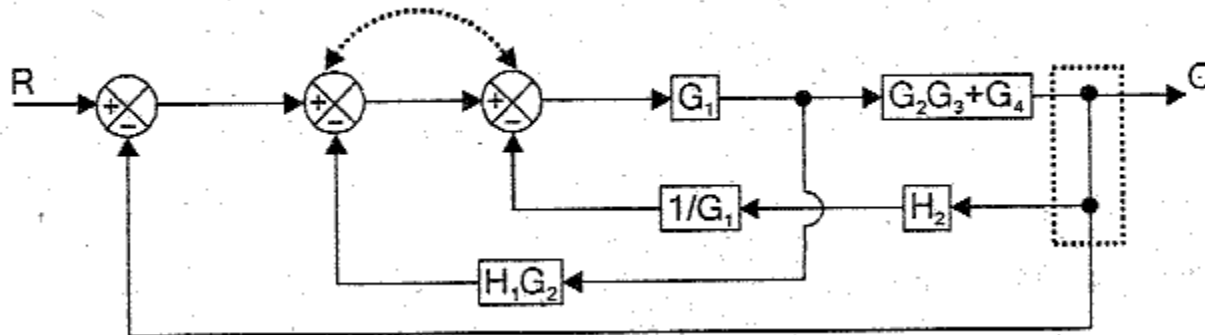 R
+
-
+
-
+
-
G₁
G₂G₃+G₄
C
1/G₁
H₂
H₁G₂